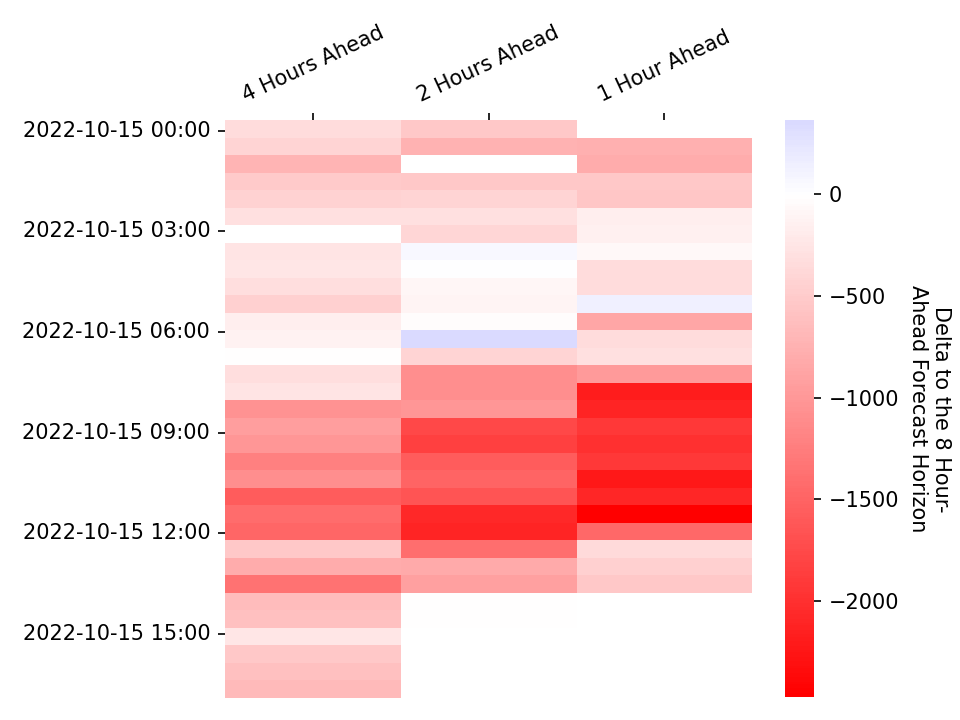 4 Hours Ahead
2 Hours Ahead
1 Hour Ahead
2022-10-15 00:00
2022-10-15 03:00
2022-10-15 06:00
2022-10-15 09:00
2022-10-15 12:00
2022-10-15 15:00
0
−500
−1000
−1500
−2000
Delta to the 8 Hour-
Ahead Forecast Horizon